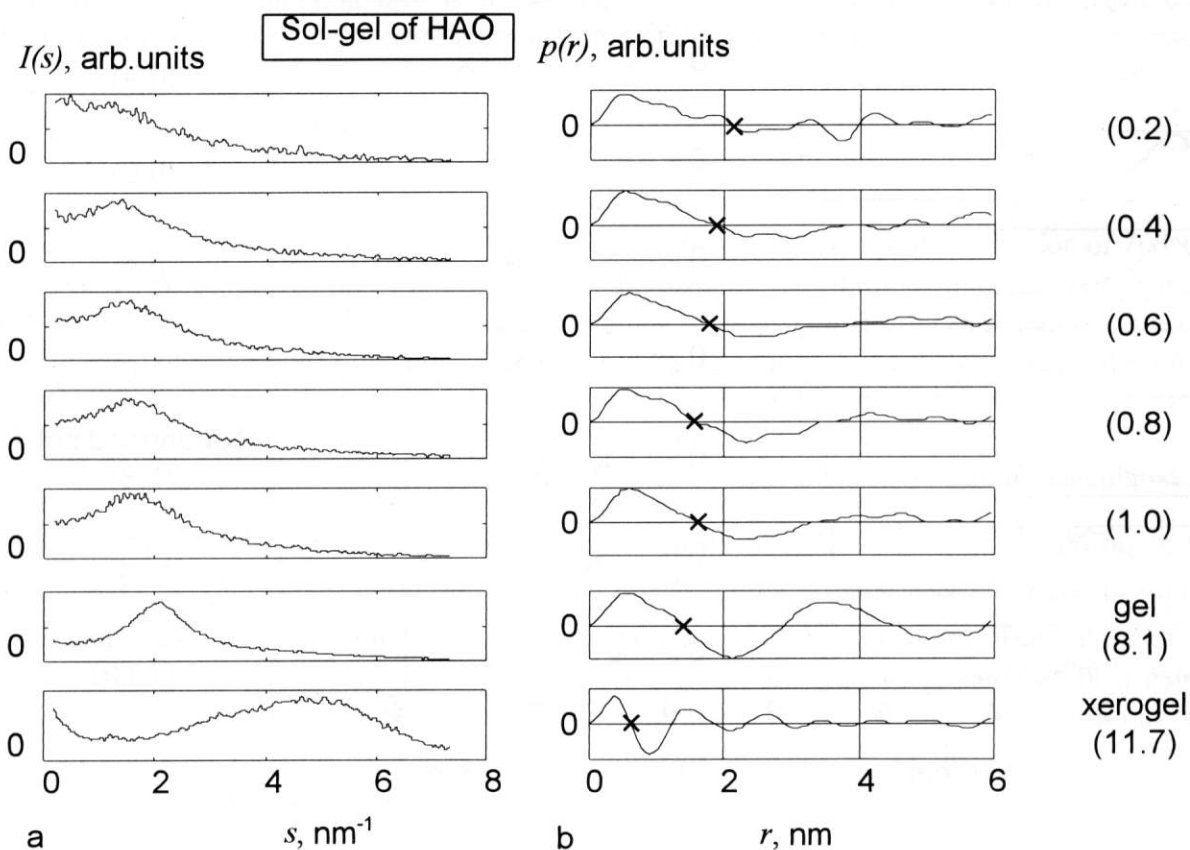 Sol-gel of HAO
I(s), arb.units
p(r), arb.units
0
0
(0.2)
0
0
(0.4)
0
0
(0.6)
0
0
(0.8)
0
0
(1.0)
0
0
gel
(8.1)
0
0
xerogel
(11.7)
0 2 4 6 8
0 2 4 6
a
s, nm⁻¹
b
r, nm